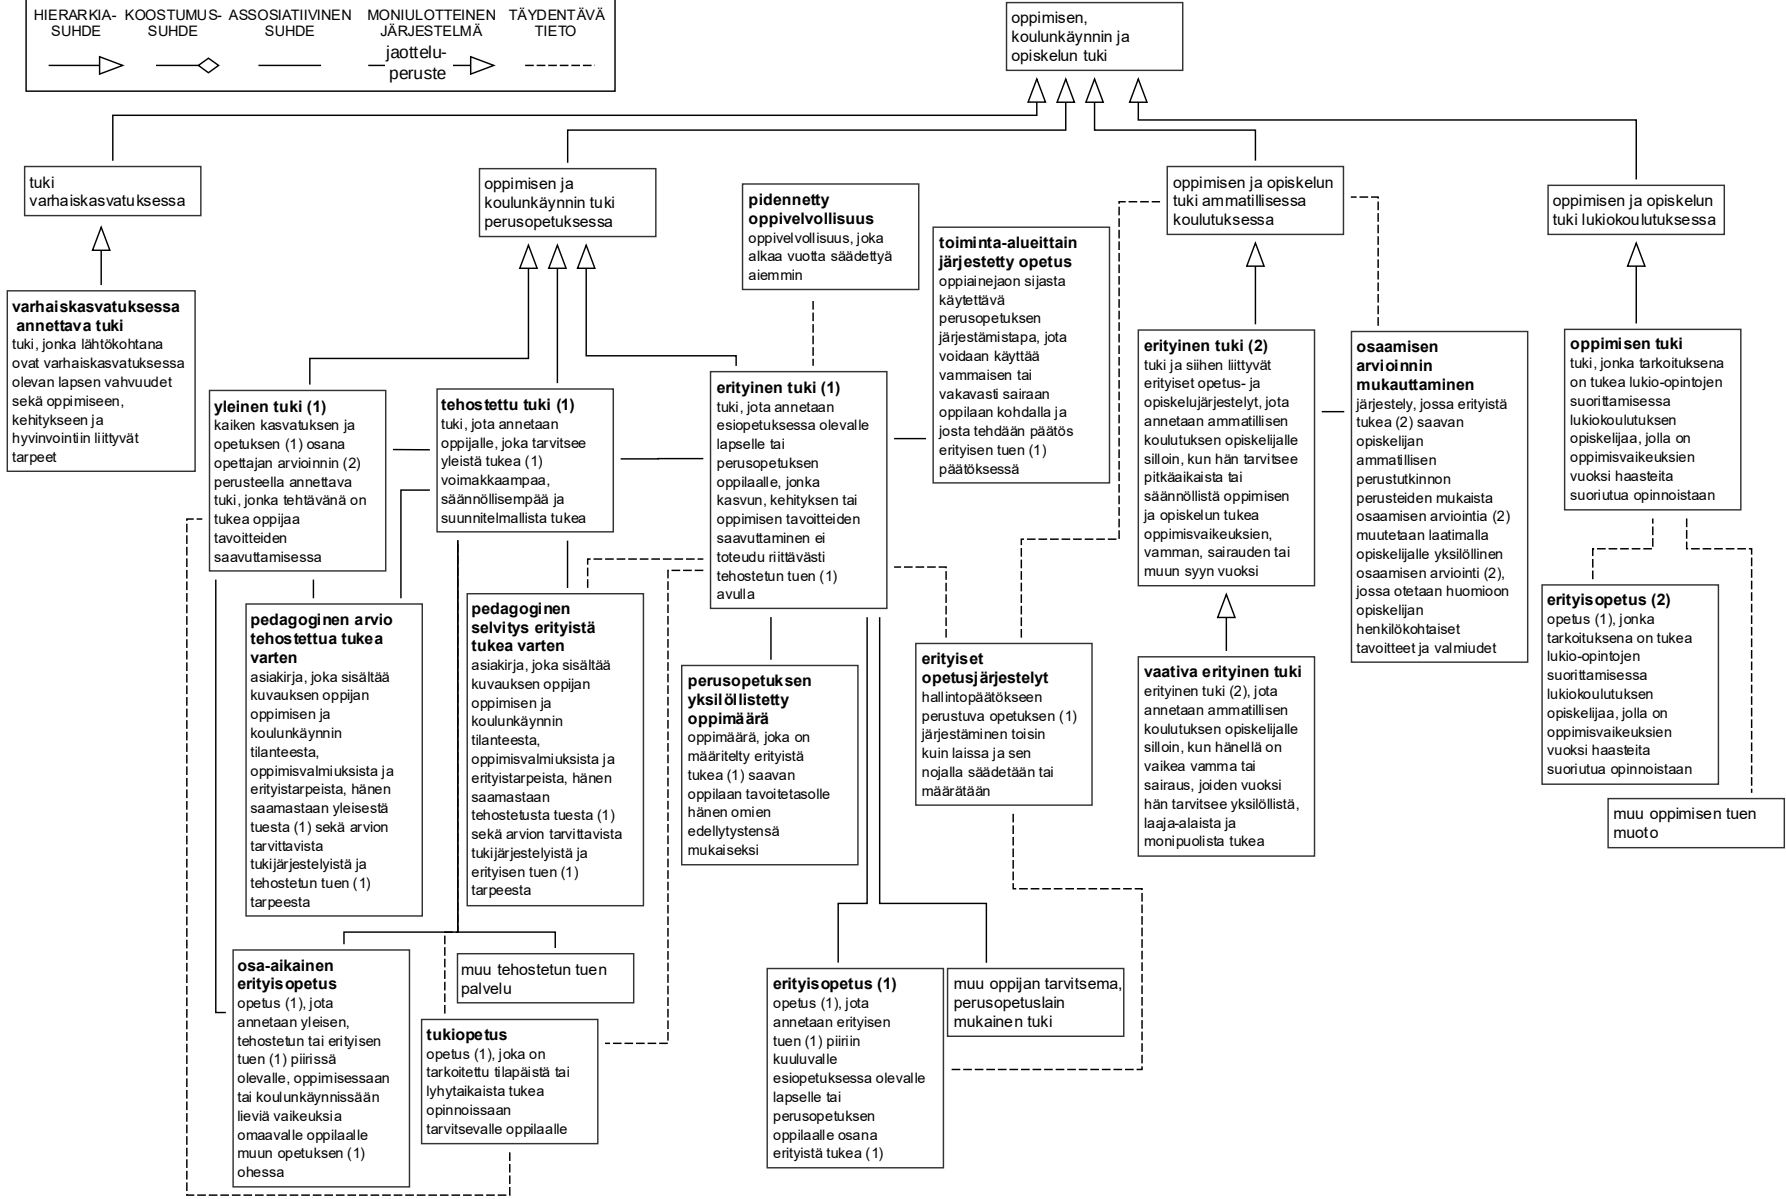 HIERARKIA-
SUHDE
KOOSTUMUS-
SUHDE
ASSOSIATIIVINEN
SUHDE
MONIULOTTEINEN
JÄRJESTELMÄ
TÄYDENTÄVÄ
TIETO
jaottelu-
peruste
oppimisen,
koulunkäynnin ja
opiskelun tuki
tuki
varhaiskasvatuksessa
oppimisen ja
koulunkäynnin tuki
perusopetuksessa
oppimisen ja opiskelun
tuki ammatillisessa
koulutuksessa
oppimisen ja opiskelun
tuki lukiokoulutuksessa
varhaiskasvatuksessa
annettava tuki
tuki, jonka lähtökohtana
ovat varhaiskasvatuksessa
olevan lapsen vahvuudet
sekä oppimiseen,
kehitykseen ja
hyvinvointiin liittyvät
tarpeet
yleinen tuki (1)
kaiken kasvatuksen ja
opetuksen (1) osana
opettajan arvioinnin (2)
perusteella annettava
tuki, jonka tehtävänä on
tukea oppijaa
tavoitteiden
saavuttamisessa
tehostettu tuki (1)
tuki, jota annetaan
oppijalle, joka tarvitsee
yleistä tukea (1)
voimakkaampaa,
säännöllisempää ja
suunnitelmallista tukea
pidennetty
oppivelvollisuus
oppivelvollisuus, joka
alkaa vuotta säädettyä
aiemmin
erityinen tuki (1)
tuki, jota annetaan
esiopetuksessa olevalle
lapselle tai
perusopetuksen
oppilaalle, jonka
kasvun, kehityksen tai
oppimisen tavoitteiden
saavuttaminen ei
toteudu riittävästi
tehostetun tuen (1)
avulla
toiminta-alueittain
järjestetty opetus
oppiainejaon sijasta
käytettävä
perusopetuksen
järjestämistapa, jota
voidaan käyttää
vammaisen tai
vakavasti sairaan
oppilaan kohdalla ja
josta tehdään päätös
erityisen tuen (1)
päätöksessä
erityinen tuki (2)
tuki ja siihen liittyvät
erityiset opetus- ja
opiskelujärjestelyt, jota
annetaan ammatillisen
koulutuksen opiskelijalle
silloin, kun hän tarvitsee
pitkäaikaista tai
säännöllistä oppimisen
ja opiskelun tukea
oppimisvaikeuksien,
vamman, sairauden tai
muun syyn vuoksi
osaamisen
arvioinnin
mukauttaminen
järjestely, jossa erityistä
tukea (2) saavan
opiskelijan
ammatillisen
perustutkinnon
perusteiden mukaista
osaamisen arviointia (2)
muutetaan laatimalla
opiskelijalle yksilöllinen
osaamisen arviointi (2),
jossa otetaan huomioon
opiskelijan
henkilökohtaiset
tavoitteet ja valmiudet
oppimisen tuki
tuki, jonka tarkoituksena
on tukea lukio-opintojen
suorittamisessa
lukiokoulutuksen
opiskelijaa, jolla on
oppimisvaikeuksien
vuoksi haasteita
suoriutua opinnoistaan
pedagoginen arvio
tehostettua tukea
varten
asiakirja, joka sisältää
kuvauksen oppijan
oppimisen ja
koulunkäynnin
tilanteesta,
oppimisvalmiuksista ja
erityistarpeista, hänen
saamastaan yleisestä
tuesta (1) sekä arvion
tarvittavista
tukijärjestelyistä ja
tehostetun tuen (1)
tarpeesta
pedagoginen
selvitys erityistä
tukea varten
asiakirja, joka sisältää
kuvauksen oppijan
oppimisen ja
koulunkäynnin
tilanteesta,
oppimisvalmiuksista ja
erityistarpeista, hänen
saamastaan
tehostetusta tuesta (1)
sekä arvion tarvittavista
tukijärjestelyistä ja
erityisen tuen (1)
tarpeesta
perusopetuksen
yksilöllistetty
oppimäärä
oppimäärä, joka on
määritelty erityistä
tukea (1) saavan
oppilaan tavoitetasolle
hänen omien
edellytystensä
mukaiseksi
erityiset
opetusjärjestelyt
hallintopäätökseen
perustuva opetuksen (1)
järjestäminen toisin
kuin laissa ja sen
nojalla säädetään tai
määrätään
vaativa erityinen tuki
erityinen tuki (2), jota
annetaan ammatillisen
koulutuksen opiskelijalle
silloin, kun hänellä on
vaikea vamma tai
sairaus, joiden vuoksi
hän tarvitsee yksilöllistä,
laaja-alaista ja
monipuolista tukea
erityisopetus (2)
opetus (1), jonka
tarkoituksena on tukea
lukio-opintojen
suorittamisessa
lukiokoulutuksen
opiskelijaa, jolla on
oppimisvaikeuksien
vuoksi haasteita
suoriutua opinnoistaan
muu oppimisen tuen
muoto
osa-aikainen
erityisopetus
opetus (1), jota
annetaan yleisen,
tehostetun tai erityisen
tuen (1) piirissä
olevalle, oppimisessaan
tai koulunkäynnissään
lieviä vaikeuksia
omaavalle oppilaalle
muun opetuksen (1)
ohessa
muu tehostetun tuen
palvelu
tukiopetus
opetus (1), joka on
tarkoitettu tilapäistä tai
lyhytaikaista tukea
opinnoissaan
tarvitsevalle oppilaalle
erityisopetus (1)
opetus (1), jota
annetaan erityisen
tuen (1) piiriin
kuuluvalle
esiopetuksessa olevalle
lapselle tai
perusopetuksen
oppilaalle osana
erityistä tukea (1)
muu oppijan tarvitsema,
perusopetuslain
mukainen tuki